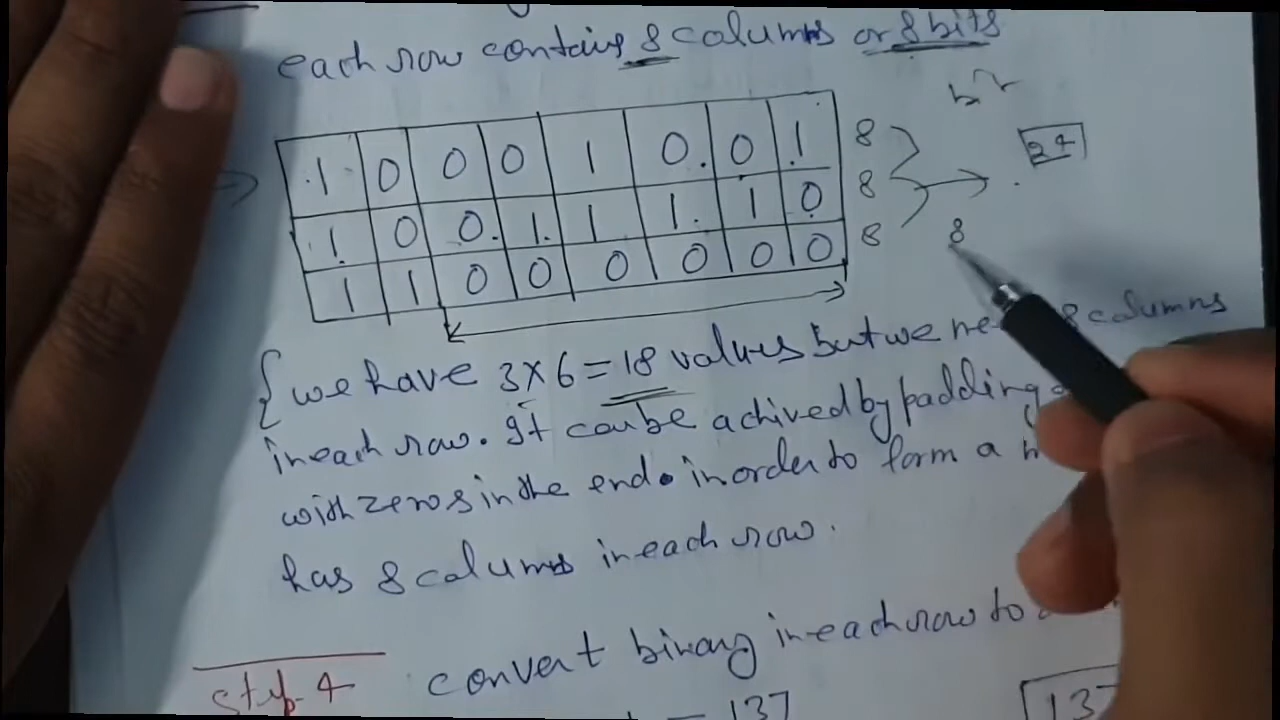 each row contains 8 columns or 8 bits
1 0 0 0 1 0 0 1 8
1 0 0 1 1 1 1 0 8
1 1 0 0 0 0 0 0 8
24
8
{ we have 3 x 6 = 18 values but we 8 columns
in each row. It can be achived by padding
with zeros in the end. in order to form a
has 8 columns in each row.
Step-4 convert binary in each row to
= 137
137